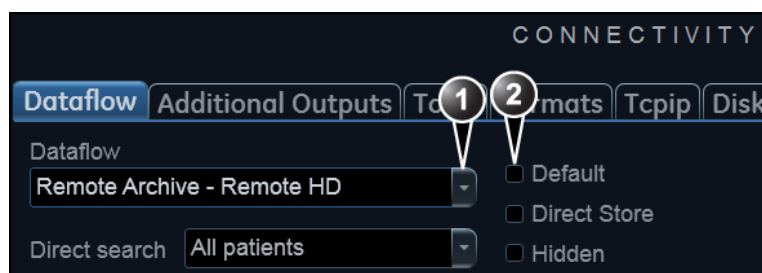 CONNECTIVITY
Dataflow Additional Outputs Tcpip Disk
1 2
Dataflow
Remote Archive - Remote HD
Default
Direct Store
Direct search All patients
Hidden